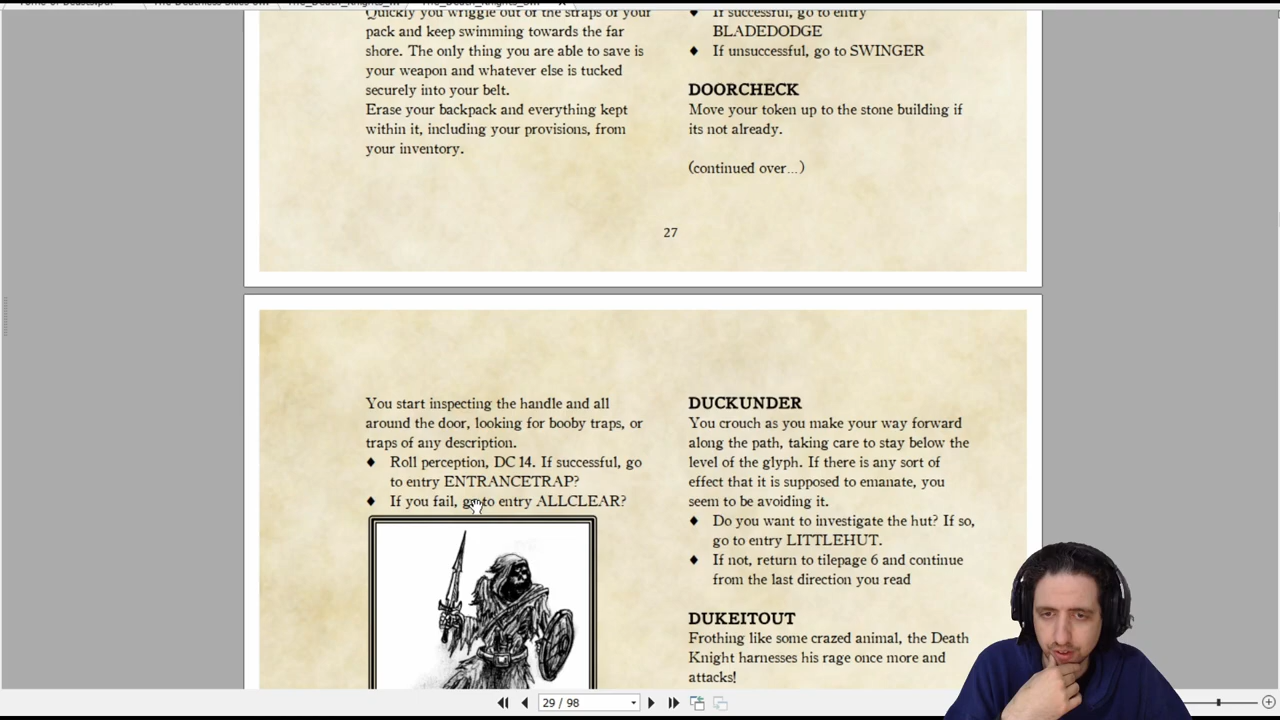 Quickly you wriggle out of the straps of your
pack and keep swimming towards the far
shore. The only thing you are able to save is
your weapon and whatever else is tucked
securely into your belt.
Erase your backpack and everything kept
within it, including your provisions, from
your inventory.
♦ If successful, go to entry
BLADEDODGE
♦ If unsuccessful, go to SWINGER
DOORCHECK
Move your token up to the stone building if
its not already.
(continued over...)
27
You start inspecting the handle and all
around the door, looking for booby traps, or
traps of any description.
♦ Roll perception, DC 14. If successful, go
to entry ENTRANCETRAP?
♦ If you fail, go to entry ALLCLEAR?
DUCKUNDER
You crouch as you make your way forward
along the path, taking care to stay below the
level of the glyph. If there is any sort of
effect that it is supposed to emanate, you
seem to be avoiding it.
♦ Do you want to investigate the hut? If so,
go to entry LITTLEHUT.
♦ If not, return to tilepage 6 and continue
from the last direction you read
DUKEITOUT
Frothing like some crazed animal, the Death
Knight harnesses his rage once more and
attacks!
29 / 98